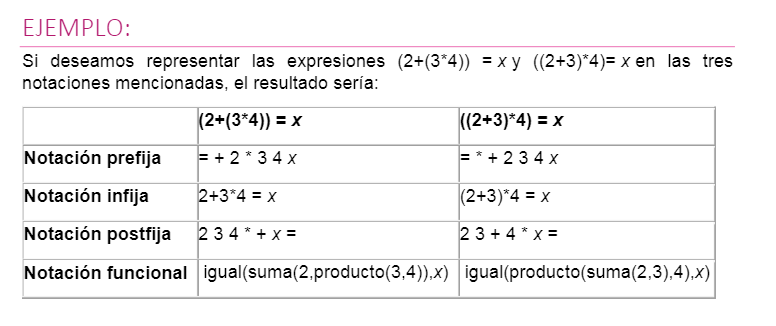 EJEMPLO:
Si deseamos representar las expresiones (2+(3*4)) = x y ((2+3)*4)= x en las tres
notaciones mencionadas, el resultado sería:
(2+(3*4)) = x ((2+3)*4) = x
Notación prefija = + 2 * 3 4 x = * + 2 3 4 x
Notación infija 2+3*4 = x (2+3)*4 = x
Notación postfija 2 3 4 * + x = 2 3 + 4 * x =
Notación funcional igual(suma(2,producto(3,4)),x) igual(producto(suma(2,3),4),x)